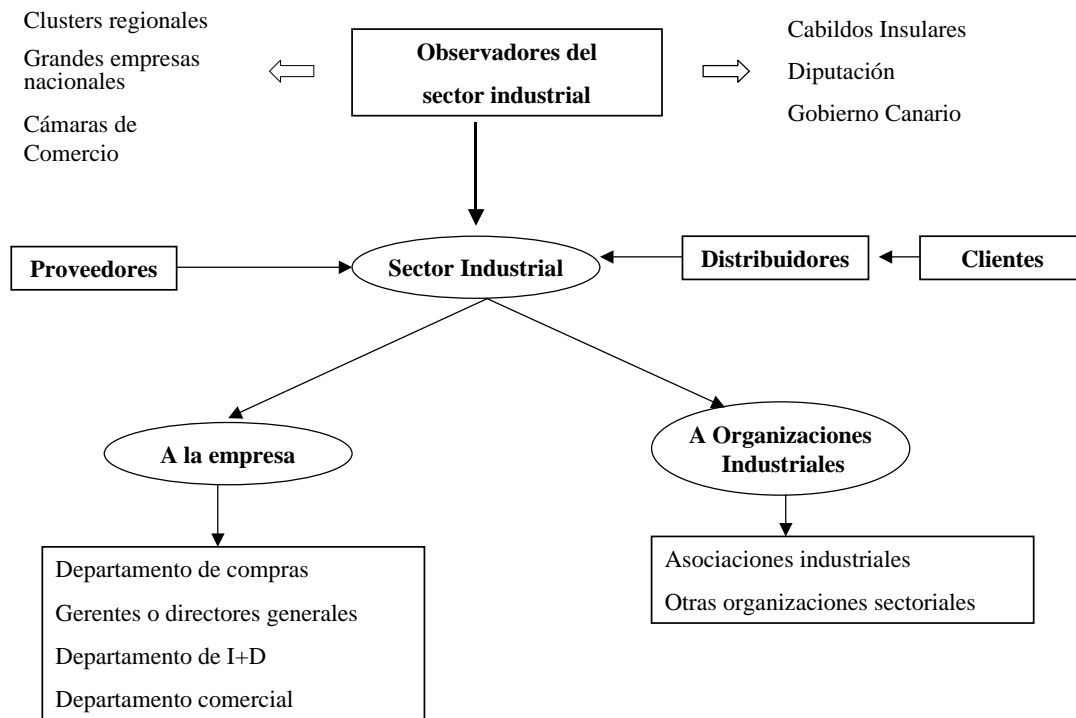 Clusters regionales
Grandes empresas
nacionales
Cámaras de
Comercio
Observadores del
sector industrial
Cabildos Insulares
Diputación
Gobierno Canario
Proveedores
Sector Industrial
Distribuidores
Clientes
A la empresa
A Organizaciones
Industriales
Departamento de compras
Gerentes o directores generales
Departamento de I+D
Departamento comercial
Asociaciones industriales
Otras organizaciones sectoriales